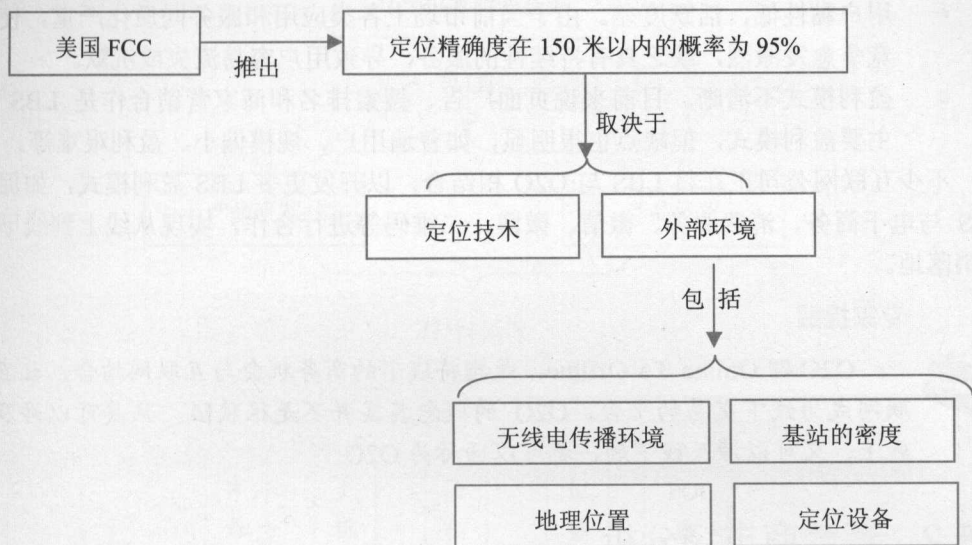 美国 FCC
推出
定位精确度在 150 米以内的概率为 95%
取决于
定位技术
外部环境
包 括
无线电传播环境
基站的密度
地理位置
定位设备